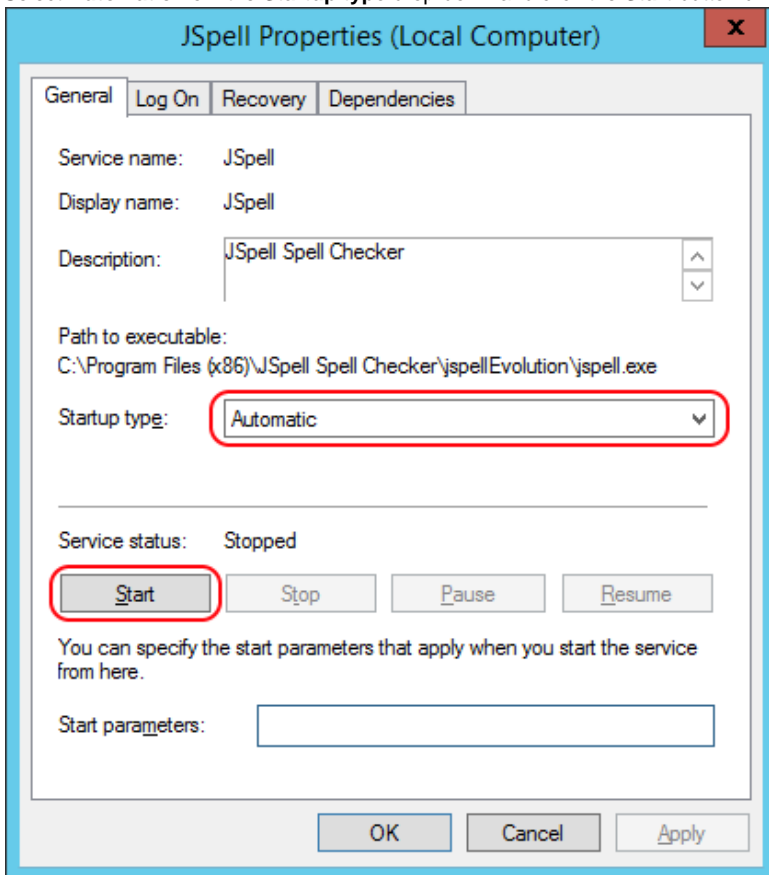 JSpell Properties (Local Computer)
x
General Log On Recovery Dependencies
Service name: JSpell
Display name: JSpell
Description: JSpell Spell Checker
Path to executable:
C:\Program Files (x86)\JSpell Spell Checker\jspellEvolution\jspell.exe
Startup type: Automatic
Service status: Stopped
Start Stop Pause Resume
You can specify the start parameters that apply when you start the service
from here.
Start parameters:
OK Cancel Apply